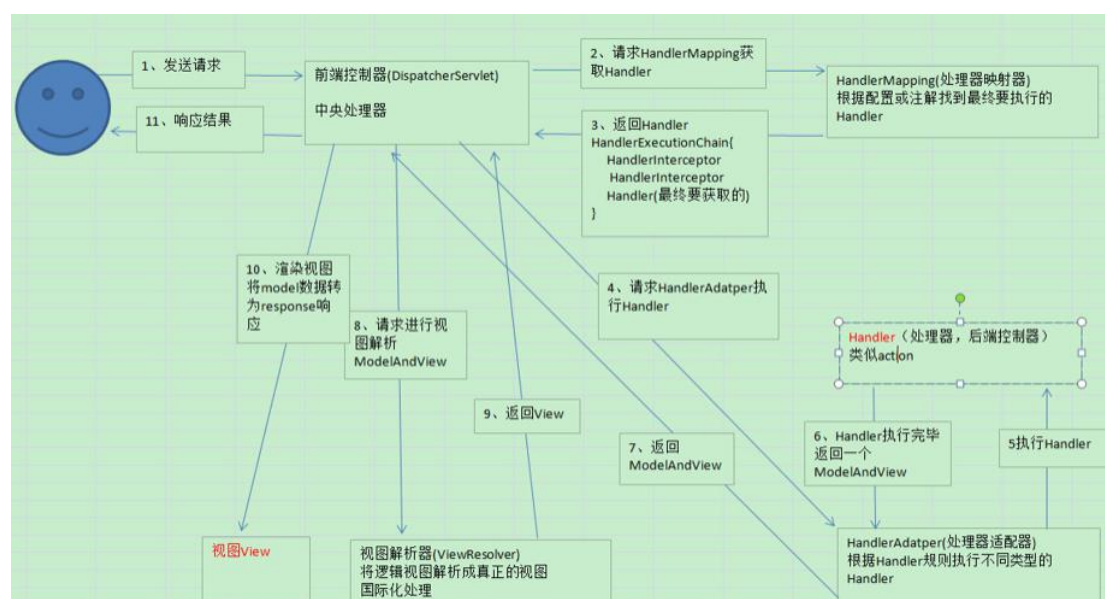 1、发送请求
11、响应结果
前端控制器(DispatcherServlet)
中央处理器
2、请求HandlerMapping获
取Handler
HandlerMapping(处理器映射器)
根据配置或注解找到最终要执行的
Handler
3、返回Handler
HandlerExecutionChain{
HandlerInterceptor
HandlerInterceptor
Handler(最终要获取的)
}
10、渲染视图
将model数据转
为response响
应
8、请求进行视
图解析
ModelAndView
9、返回View
4、请求HandlerAdatper执
行Handler
7、返回
ModelAndView
Handler（处理器，后端控制器）
类似action
6、Handler执行完毕
返回一个
ModelAndView
5执行Handler
视图View
视图解析器(ViewResolver)
将逻辑视图解析成真正的视图
国际化处理
HandlerAdatper(处理器适配器)
根据Handler规则执行不同类型的
Handler